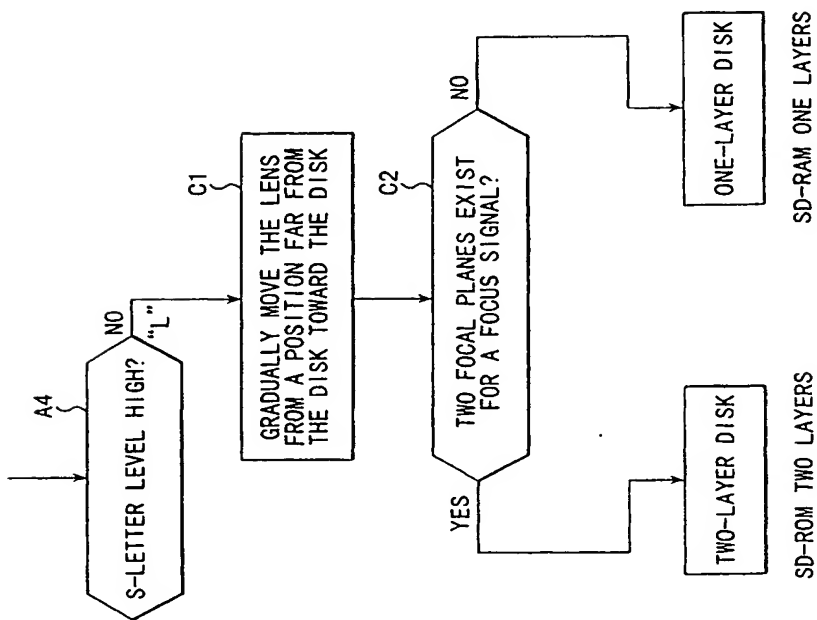 A4
S-LETTER LEVEL HIGH?
NO
“L”
C1
GRADUALLY MOVE THE LENS
FROM A POSITION FAR FROM
THE DISK TOWARD THE DISK
C2
TWO FOCAL PLANES EXIST
FOR A FOCUS SIGNAL?
YES
NO
TWO-LAYER DISK
ONE-LAYER DISK
SD-ROM TWO LAYERS
SD-RAM ONE LAYERS